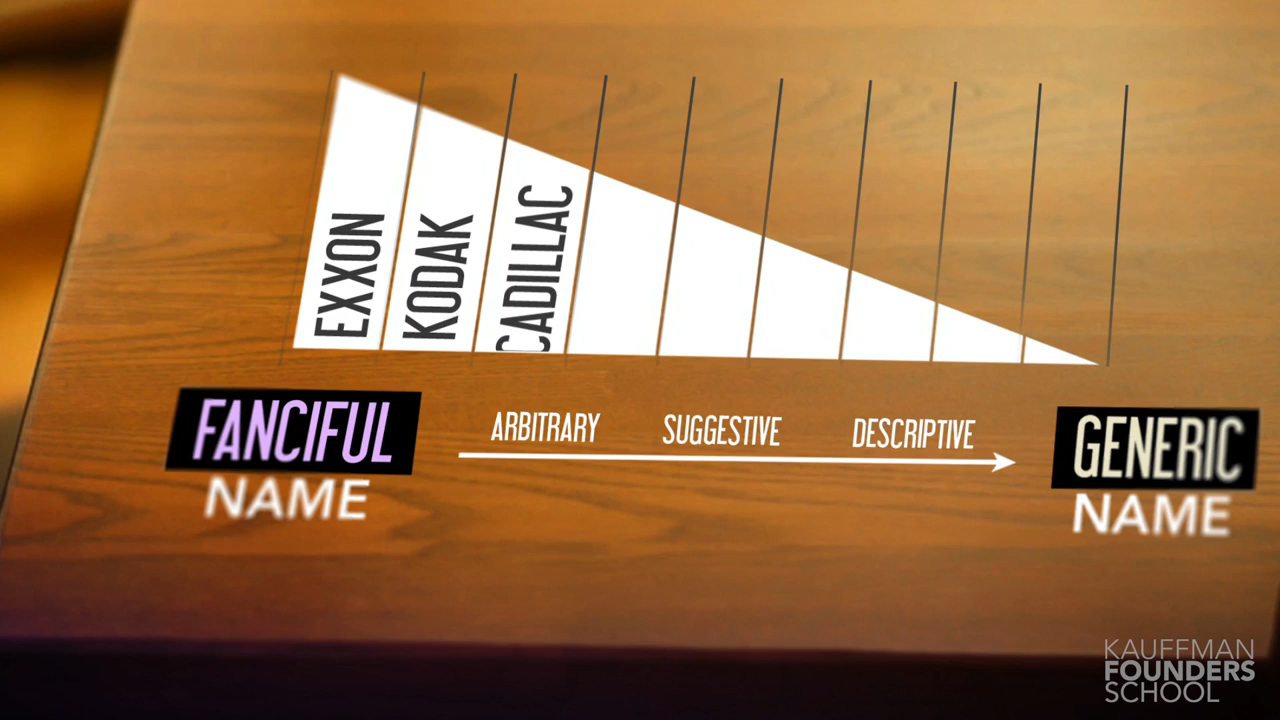 EXXON
KODAK
CADILLAC
FANCIFUL
NAME
ARBITRARY
SUGGESTIVE
DESCRIPTIVE
GENERIC
NAME
KAUFFMAN
FOUNDERS
SCHOOL